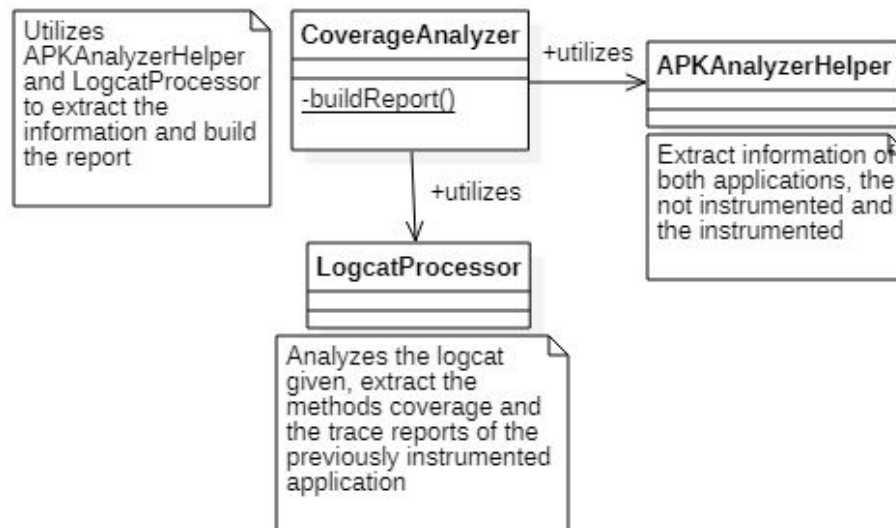 Utilizes
APKAnalyzerHelper
and LogcatProcessor
to extract the
information and build
the report
CoverageAnalyzer
-buildReport()
+utilizes
APKAnalyzerHelper
Extract information of
both applications, the
not instrumented and
the instrumented
+utilizes
LogcatProcessor
Analyzes the logcat
given, extract the
methods coverage and
the trace reports of the
previously instrumented
application